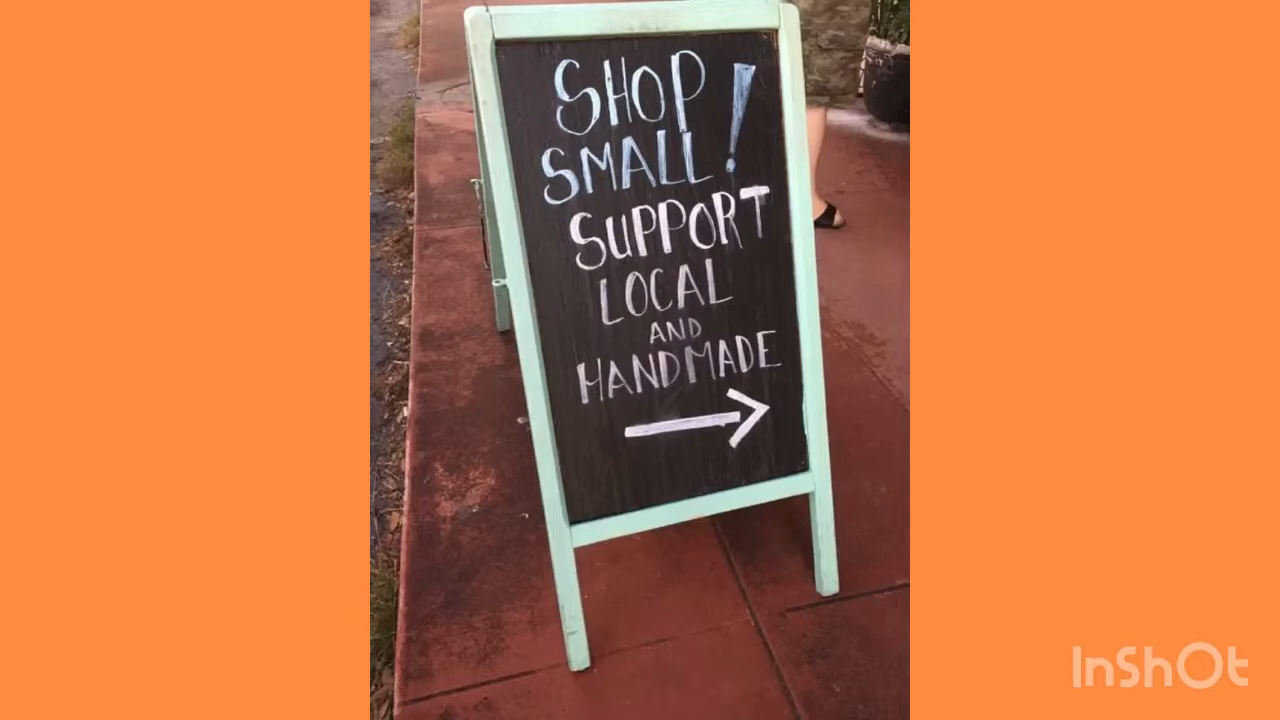 SHOP
SMALL!
SUPPORT
LOCAL
AND
HANDMADE
InShOt